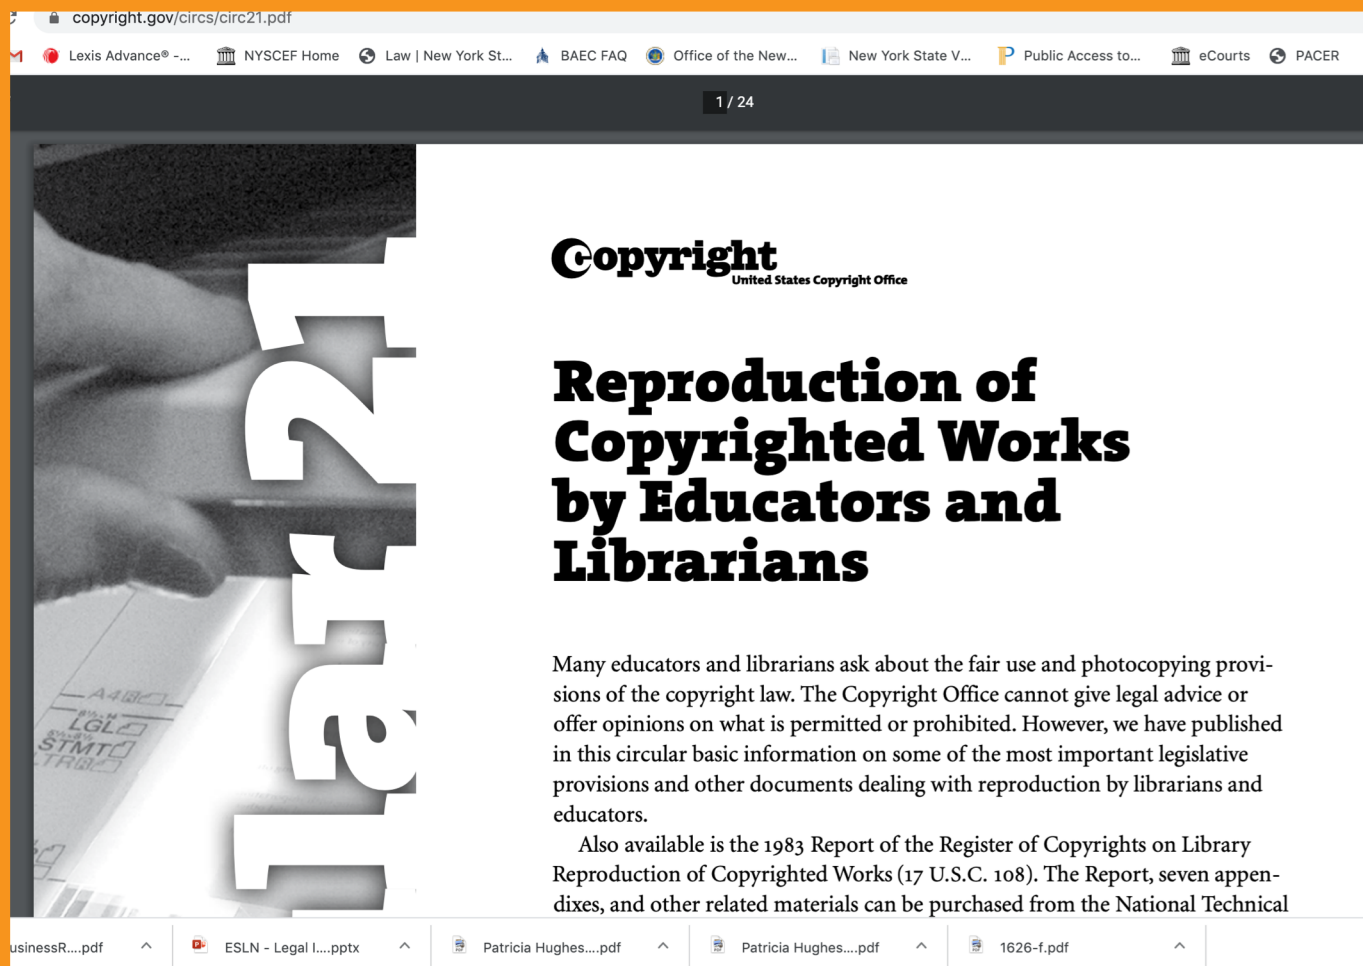 copyright.gov/circs/circ21.pdf
Lexis Advance® -... NYSCEF Home Law | New York St... BAEC FAQ Office of the New... New York State V... Public Access to... eCourts PACER
1 / 24
Copyright
United States Copyright Office
Reproduction of
Copyrighted Works
by Educators and
Librarians
Many educators and librarians ask about the fair use and photocopying provi-
sions of the copyright law. The Copyright Office cannot give legal advice or
offer opinions on what is permitted or prohibited. However, we have published
in this circular basic information on some of the most important legislative
provisions and other documents dealing with reproduction by librarians and
educators.
Also available is the 1983 Report of the Register of Copyrights on Library
Reproduction of Copyrighted Works (17 U.S.C. 108). The Report, seven appen-
dixes, and other related materials can be purchased from the National Technical
lar 21
A4
LGL
STMT
LTR
usinessR....pdf ESLN - Legal I....pptx Patricia Hughes....pdf Patricia Hughes....pdf 1626-f.pdf